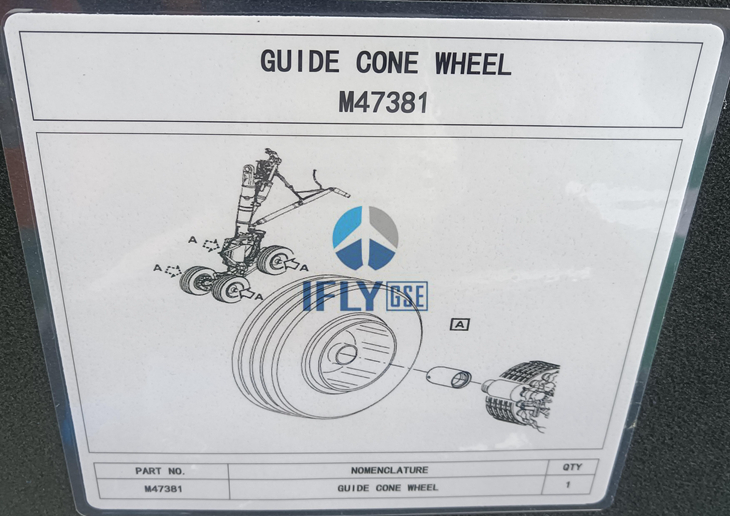 GUIDE CONE WHEEL
M47381
A
A
A
A
IFLY GSE
A
PART NO. NOMENCLATURE QTY
M47381 GUIDE CONE WHEEL 1